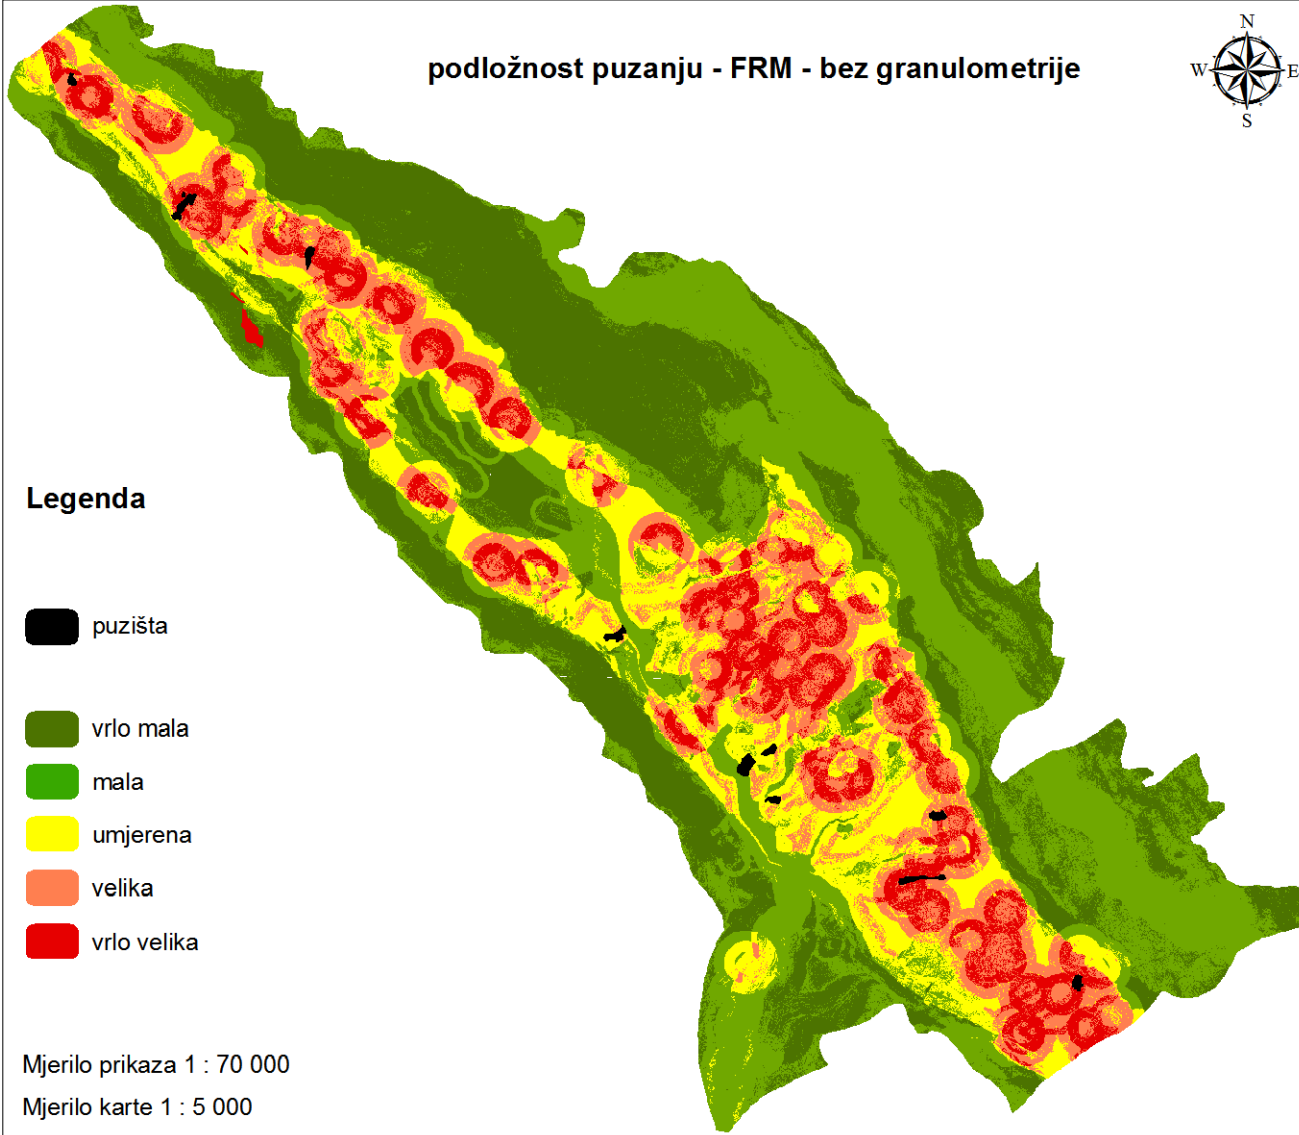 podložnost puzanju - FRM - bez granulometrije
N
W E
S
Legenda
puzišta
vrlo mala
mala
umjerena
velika
vrlo velika
Mjerilo prikaza 1 : 70 000
Mjerilo karte 1 : 5 000